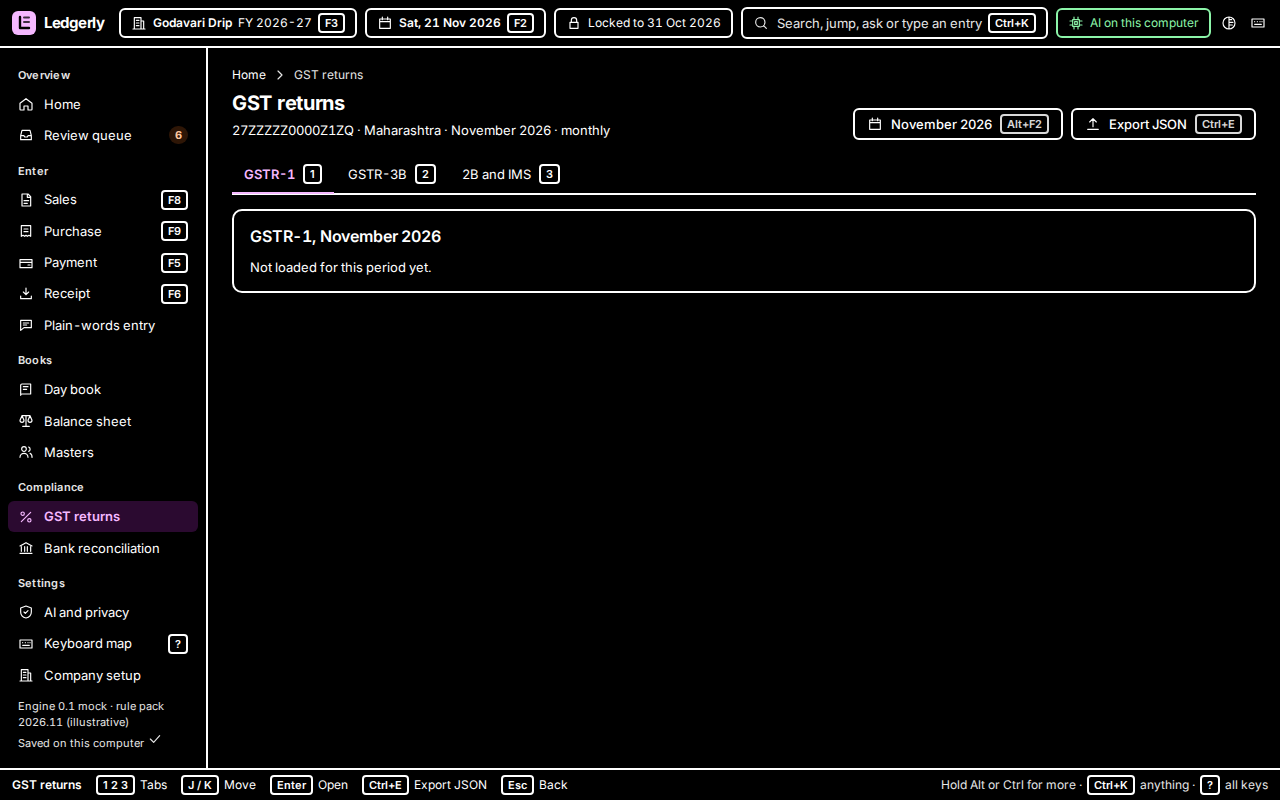 Ledgerly
Godavari Drip FY 2026-27 F3
Sat, 21 Nov 2026 F2
Locked to 31 Oct 2026
Search, jump, ask or type an entry Ctrl+K
AI on this computer
Overview
Home
Review queue 6
Enter
Sales F8
Purchase F9
Payment F5
Receipt F6
Plain-words entry
Books
Day book
Balance sheet
Masters
Compliance
GST returns
Bank reconciliation
Settings
AI and privacy
Keyboard map ?
Company setup
Engine 0.1 mock · rule pack
2026.11 (illustrative)
Saved on this computer
Home GST returns
GST returns
27ZZZZZ0000Z1ZQ · Maharashtra · November 2026 · monthly
November 2026 Alt+F2
Export JSON Ctrl+E
GSTR-1 1 GSTR-3B 2 2B and IMS 3
GSTR-1, November 2026
Not loaded for this period yet.
GST returns 1 2 3 Tabs J / K Move Enter Open Ctrl+E Export JSON Esc Back
Hold Alt or Ctrl for more · Ctrl+K anything · ? all keys